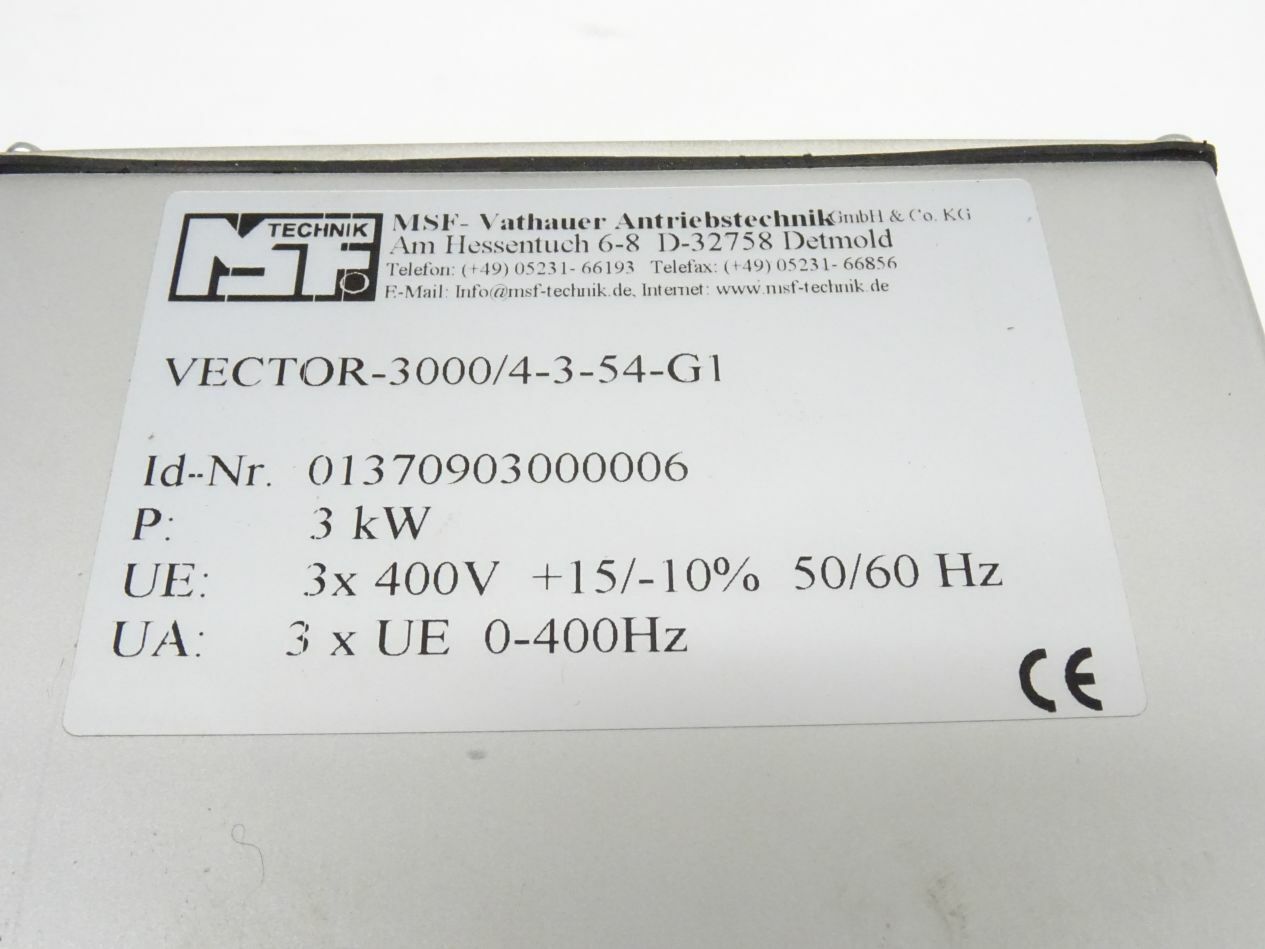 MSF TECHNIK
MSF- Vathauer Antriebstechnik GmbH & Co. KG
Am Hessentuch 6-8 D-32758 Detmold
Telefon: (+49) 05231- 66193 Telefax: (+49) 05231- 66856
E-Mail: Info@msf-technik.de, Internet: www.msf-technik.de
VECTOR-3000/4-3-54-G1
Id-Nr. 01370903000006
P: 3 kW
UE: 3x 400V +15/-10% 50/60 Hz
UA: 3 x UE 0-400Hz
CE